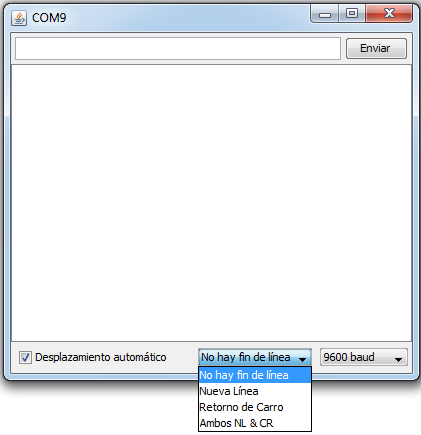 COM9
Enviar
Desplazamiento automático
No hay fin de línea
9600 baud
No hay fin de línea
Nueva Línea
Retorno de Carro
Ambos NL & CR